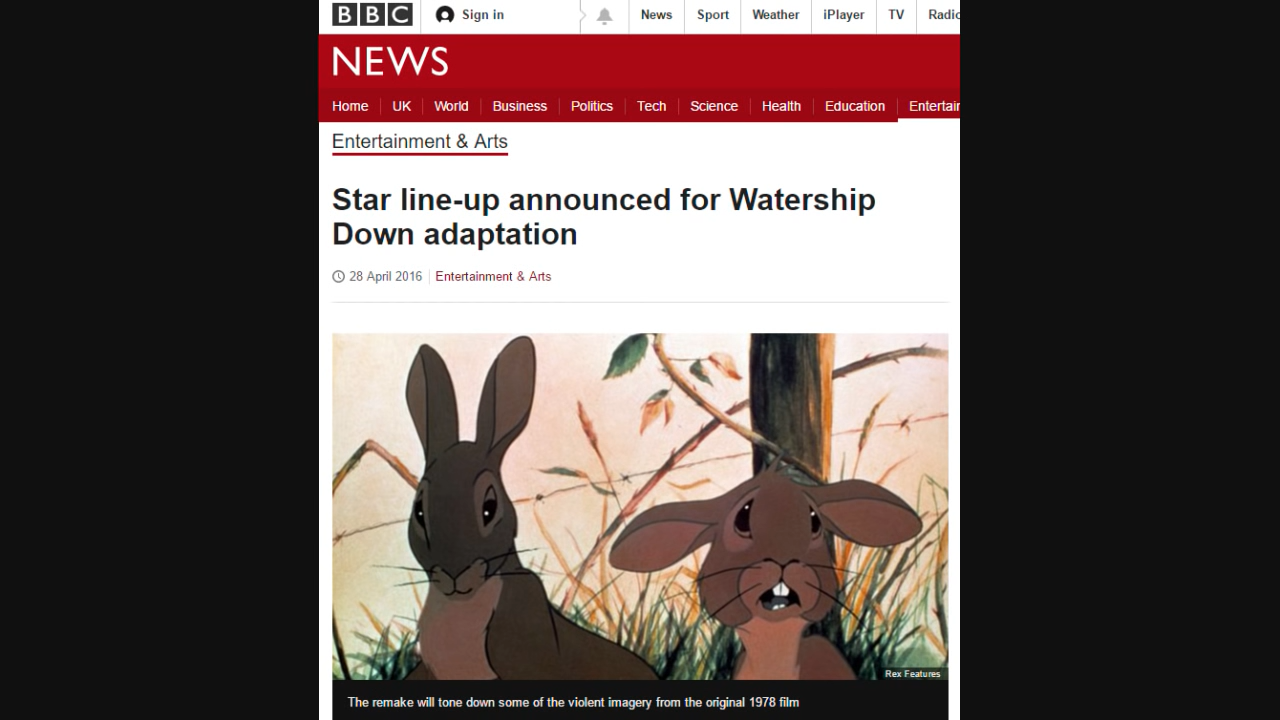 BBC Sign in News Sport Weather iPlayer TV Radio
NEWS
Home UK World Business Politics Tech Science Health Education Entertain
Entertainment & Arts
Star line-up announced for Watership
Down adaptation
28 April 2016 Entertainment & Arts
Rex Features
The remake will tone down some of the violent imagery from the original 1978 film